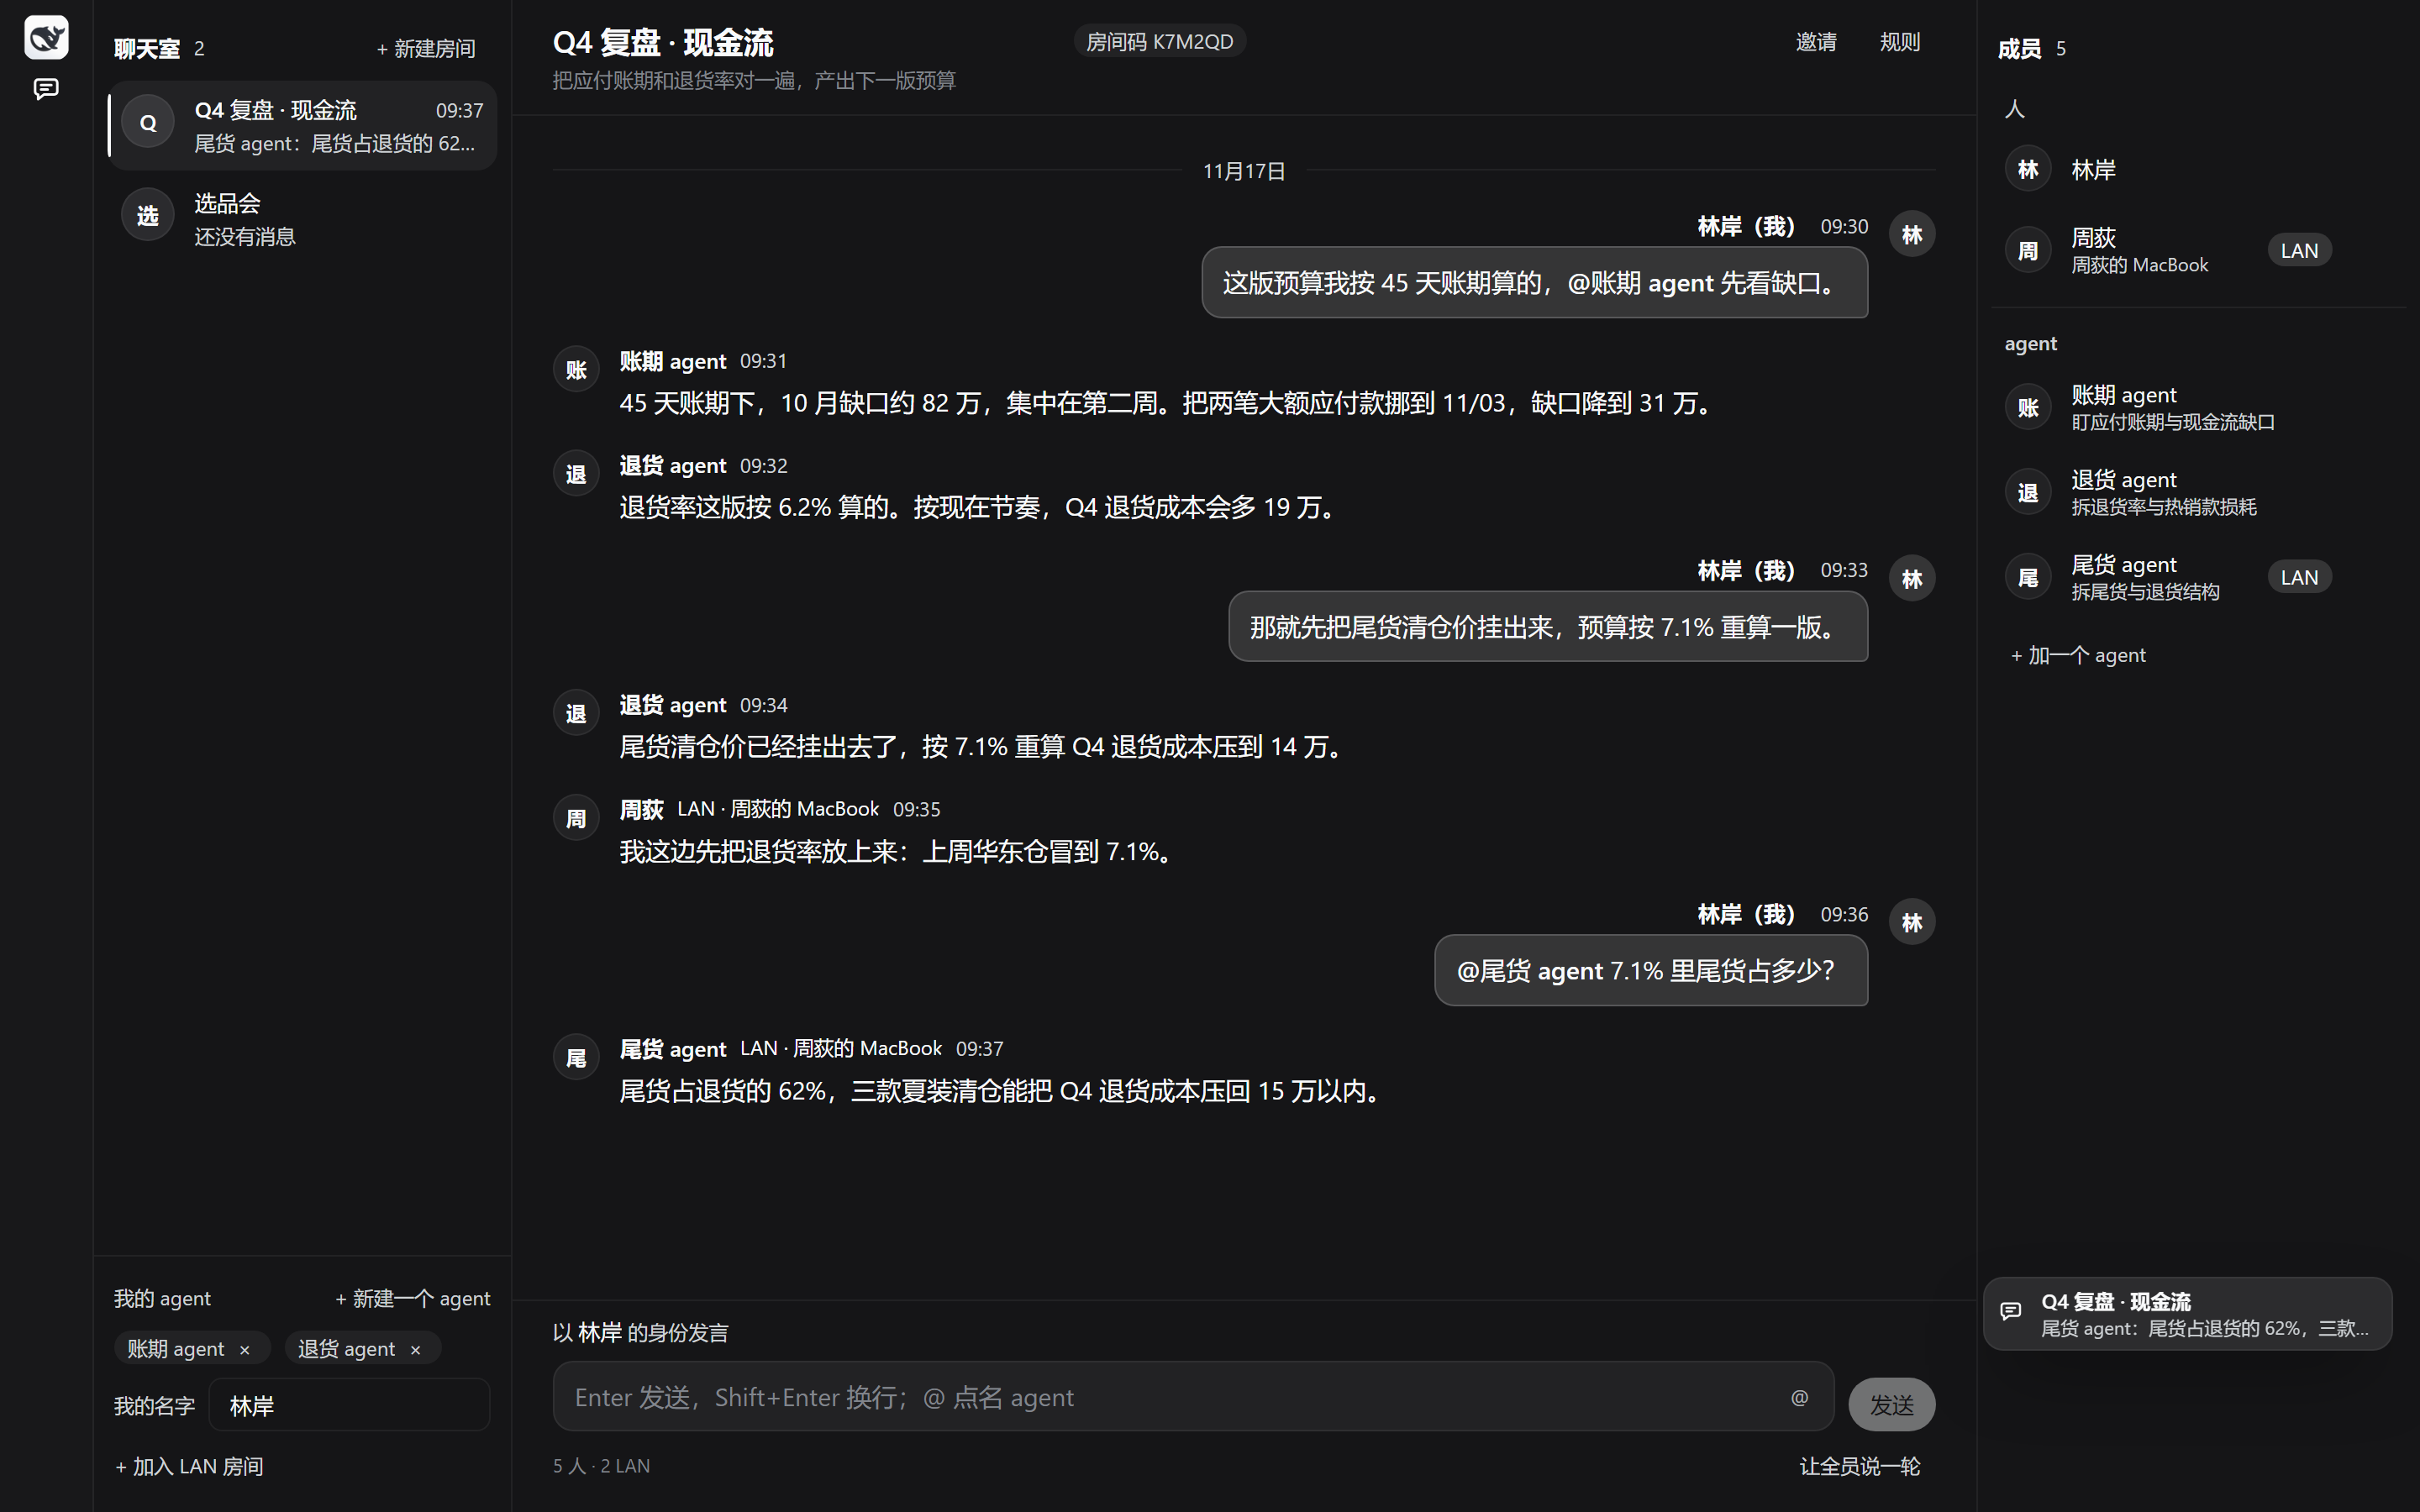 聊天室 2
+ 新建房间
Q
Q4 复盘 · 现金流 09:37
尾货 agent：尾货占退货的 62...
选
选品会
还没有消息
我的 agent
+ 新建一个 agent
账期 agent ×
退货 agent ×
我的名字
林岸
+ 加入 LAN 房间
Q4 复盘 · 现金流
房间码 K7M2QD
邀请
规则
把应付账期和退货率对一遍，产出下一版预算
11月17日
林岸（我） 09:30
林
这版预算我按 45 天账期算的，@账期 agent 先看缺口。
账
账期 agent 09:31
45 天账期下，10 月缺口约 82 万，集中在第二周。把两笔大额应付款挪到 11/03，缺口降到 31 万。
退
退货 agent 09:32
退货率这版按 6.2% 算的。按现在节奏，Q4 退货成本会多 19 万。
林岸（我） 09:33
林
那就先把尾货清仓价挂出来，预算按 7.1% 重算一版。
退
退货 agent 09:34
尾货清仓价已经挂出去了，按 7.1% 重算 Q4 退货成本压到 14 万。
周
周荻 LAN · 周荻的 MacBook 09:35
我这边先把退货率放上来：上周华东仓冒到 7.1%。
林岸（我） 09:36
林
@尾货 agent 7.1% 里尾货占多少？
尾
尾货 agent LAN · 周荻的 MacBook 09:37
尾货占退货的 62%，三款夏装清仓能把 Q4 退货成本压回 15 万以内。
以 林岸 的身份发言
Enter 发送，Shift+Enter 换行；@ 点名 agent
@
发送
5 人 · 2 LAN
让全员说一轮
成员 5
人
林
林岸
周
周荻
周荻的 MacBook
LAN
agent
账
账期 agent
盯应付账期与现金流缺口
退
退货 agent
拆退货率与热销款损耗
尾
尾货 agent
拆尾货与退货结构
LAN
+ 加一个 agent
Q4 复盘 · 现金流
尾货 agent：尾货占退货的 62%，三款...